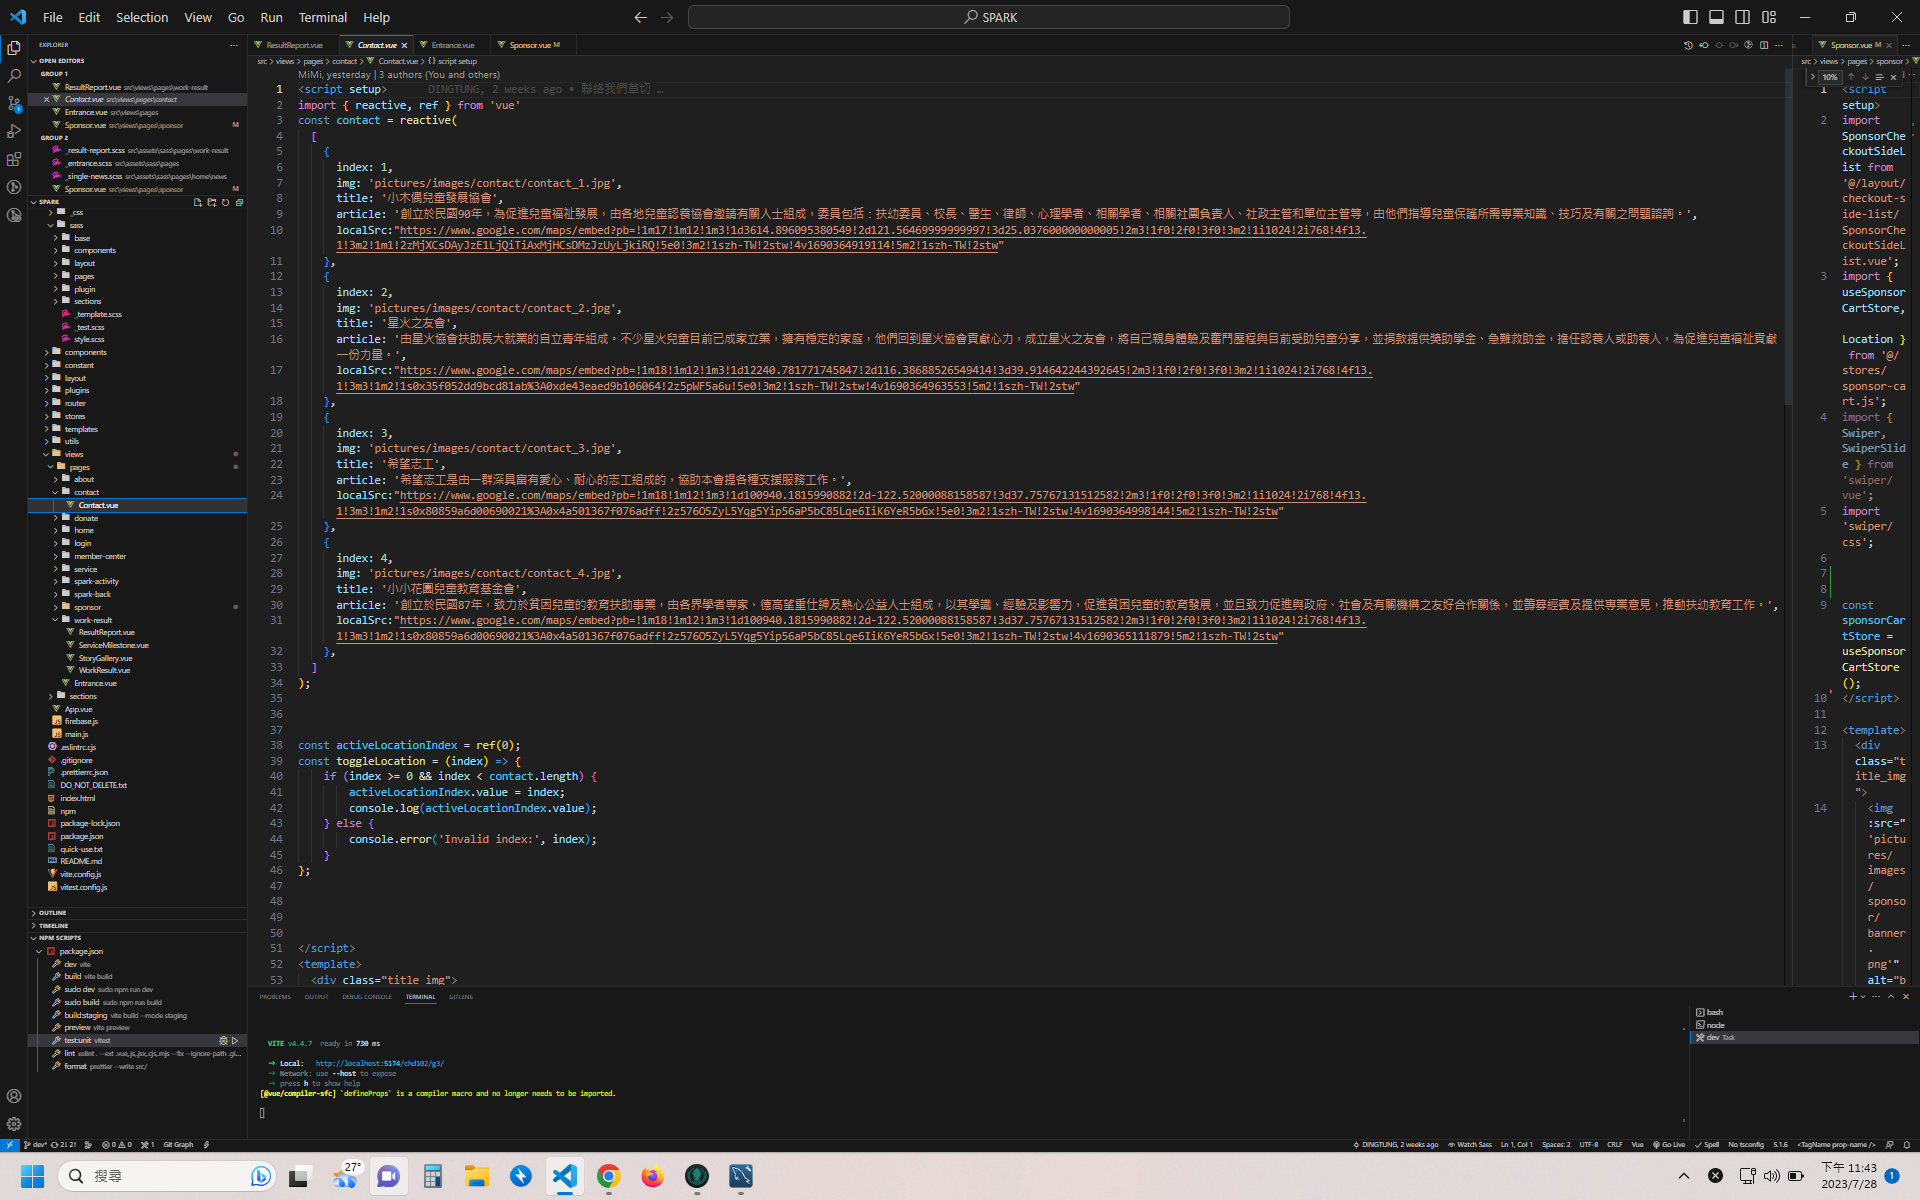 File Edit Selection View Go Run Terminal Help
SPARK
EXPLORER
OPEN EDITORS
GROUP 1
ResultReport.vue src\views\pages\work-result
Contact.vue src\views\pages\contact
Entrance.vue src\views\pages
Sponsor.vue src\views\pages\sponsor M
GROUP 2
_result-report.scss src\assets\sass\pages\work-result
_entrance.scss src\assets\sass\pages
_single-news.scss src\assets\sass\pages\home\news
Sponsor.vue src\views\pages\sponsor M
SPARK
_css
sass
base
components
layout
pages
plugin
sections
_template.scss
_test.scss
style.scss
components
constant
layout
plugins
router
stores
templates
utils
views
pages
about
contact
Contact.vue
donate
home
login
member-center
service
spark-activity
spark-back
sponsor
work-result
ResultReport.vue
ServiceMilestone.vue
StoryGallery.vue
WorkResult.vue
Entrance.vue
sections
App.vue
firebase.js
main.js
.eslintrc.cjs
.gitignore
.prettierrc.json
DO_NOT_DELETE.txt
index.html
npm
package-lock.json
package.json
quick-use.txt
README.md
vite.config.js
vitest.config.js
OUTLINE
TIMELINE
NPM SCRIPTS
package.json
dev vite
build vite build
sudo dev sudo npm run dev
sudo build sudo npm run build
build:staging vite build --mode staging
preview vite preview
test:unit vitest
lint eslint . --ext .vue,.js,.jsx,.cjs,.mjs --fix --ignore-path .gi...
format prettier --write src/
ResultReport.vue Contact.vue Entrance.vue Sponsor.vue M
src > views > pages > contact > Contact.vue > {} script setup
MiMi, yesterday | 3 authors (You and others)
1 <script setup> DINGTUNG, 2 weeks ago • 聯絡我們草切 …
2 import { reactive, ref } from 'vue'
3 const contact = reactive(
4 [
5 {
6 index: 1,
7 img: 'pictures/images/contact/contact_1.jpg',
8 title: '小木偶兒童發展協會',
9 article: '創立於民國90年，為促進兒童福祉發展，由各地兒童認養協會邀請有關人士組成，委員包括：扶幼委員、校長、醫生、律師、心理學者、相關學者、相關社團負責人、社政主管和單位主管等，由他們指導兒童保護所需專業知識、技巧及有關之問題諮詢。',
10 localSrc:"https://www.google.com/maps/embed?pb=!1m17!1m12!1m3!1d3614.896095380549!2d121.56469999999997!3d25.037600000000005!2m3!1f0!2f0!3f0!3m2!1i1024!2i768!4f13.
1!3m2!1m1!2zMjXCsDAyJzE1LjQiTiAxMjHCsDMzJzUyLjkiRQ!5e0!3m2!1szh-TW!2stw!4v1690364919114!5m2!1szh-TW!2stw"
11 },
12 {
13 index: 2,
14 img: 'pictures/images/contact/contact_2.jpg',
15 title: '星火之友會',
16 article: '由星火協會扶助長大就業的自立青年組成。不少星火兒童目前已成家立業，擁有穩定的家庭，他們回到星火協會貢獻心力，成立星火之友會，將自己親身體驗及奮鬥歷程與目前受助兒童分享，並捐款提供獎助學金、急難救助金，擔任認養人或助養人，為促進兒童福祉貢獻
一份力量。',
17 localSrc:"https://www.google.com/maps/embed?pb=!1m18!1m12!1m3!1d12240.781771745847!2d116.38688526549414!3d39.914642244392645!2m3!1f0!2f0!3f0!3m2!1i1024!2i768!4f13.
1!3m3!1m2!1s0x35f052dd9bcd81ab%3A0xde43eaed9b106064!2z5pWF5a6u!5e0!3m2!1szh-TW!2stw!4v1690364963553!5m2!1szh-TW!2stw"
18 },
19 {
20 index: 3,
21 img: 'pictures/images/contact/contact_3.jpg',
22 title: '希望志工',
23 article: '希望志工是由一群深具富有愛心、耐心的志工組成的，協助本會提各種支援服務工作。',
24 localSrc:"https://www.google.com/maps/embed?pb=!1m18!1m12!1m3!1d100940.1815990882!2d-122.52000088158587!3d37.75767131512582!2m3!1f0!2f0!3f0!3m2!1i1024!2i768!4f13.
1!3m3!1m2!1s0x80859a6d00690021%3A0x4a501367f076adff!2z576O5ZyL5Yqg5Yip56aP5bC85Lqe6IiK6YeR5bGx!5e0!3m2!1szh-TW!2stw!4v1690364998144!5m2!1szh-TW!2stw"
25 },
26 {
27 index: 4,
28 img: 'pictures/images/contact/contact_4.jpg',
29 title: '小小花園兒童教育基金會',
30 article: '創立於民國87年，致力於貧困兒童的教育扶助事業，由各界學者專家、德高望重仕紳及熱心公益人士組成，以其學識、經驗及影響力，促進貧困兒童的教育發展，並且致力促進與政府、社會及有關機構之友好合作關係，並籌募經費及提供專業意見，推動扶幼教育工作。',
31 localSrc:"https://www.google.com/maps/embed?pb=!1m18!1m12!1m3!1d100940.1815990882!2d-122.52000088158587!3d37.75767131512582!2m3!1f0!2f0!3f0!3m2!1i1024!2i768!4f13.
1!3m3!1m2!1s0x80859a6d00690021%3A0x4a501367f076adff!2z576O5ZyL5Yqg5Yip56aP5bC85Lqe6IiK6YeR5bGx!5e0!3m2!1szh-TW!2stw!4v1690365111879!5m2!1szh-TW!2stw"
32 },
33 ]
34 );
35
36
37
38 const activeLocationIndex = ref(0);
39 const toggleLocation = (index) => {
40 if (index >= 0 && index < contact.length) {
41 activeLocationIndex.value = index;
42 console.log(activeLocationIndex.value);
43 } else {
44 console.error('Invalid index:', index);
45 }
46 };
47
48
49
50
51 </script>
52 <template>
53 <div class="title_img">
Sponsor.vue M
src > views > pages > sponsor >
10%
1 <script
setup>
2 import
SponsorChe
ckoutSideL
ist from
'@/layout/
checkout-s
ide-list/
SponsorChe
ckoutSideL
ist.vue';
3 import {
useSponsor
CartStore,
Location }
from '@/
stores/
sponsor-ca
rt.js';
4 import {
Swiper,
SwiperSlid
e } from
'swiper/
vue';
5 import
'swiper/
css';
6
7
8
9 const
sponsorCar
tStore =
useSponsor
CartStore
();
10 </script>
11
12 <template>
13 <div
class="t
itle_img
">
14 <img
:src="
'pictu
res/
images
/
sponso
r/
banner
.
png'"
alt="b
PROBLEMS OUTPUT DEBUG CONSOLE TERMINAL GITLENS
VITE v4.4.7 ready in 730 ms
➜ Local: http://localhost:5174/chd102/g3/
➜ Network: use --host to expose
➜ press h to show help
[@vue/compiler-sfc] `defineProps` is a compiler macro and no longer needs to be imported.
bash
node
dev Task
dev* 2↓ 2↑ 0 0 1 Git Graph
DINGTUNG, 2 weeks ago Watch Sass Ln 1, Col 1 Spaces: 2 UTF-8 CRLF Vue Go Live Spell No tsconfig 5.1.6 <TagName prop-name />
搜尋
27°
下午 11:43
2023/7/28
1